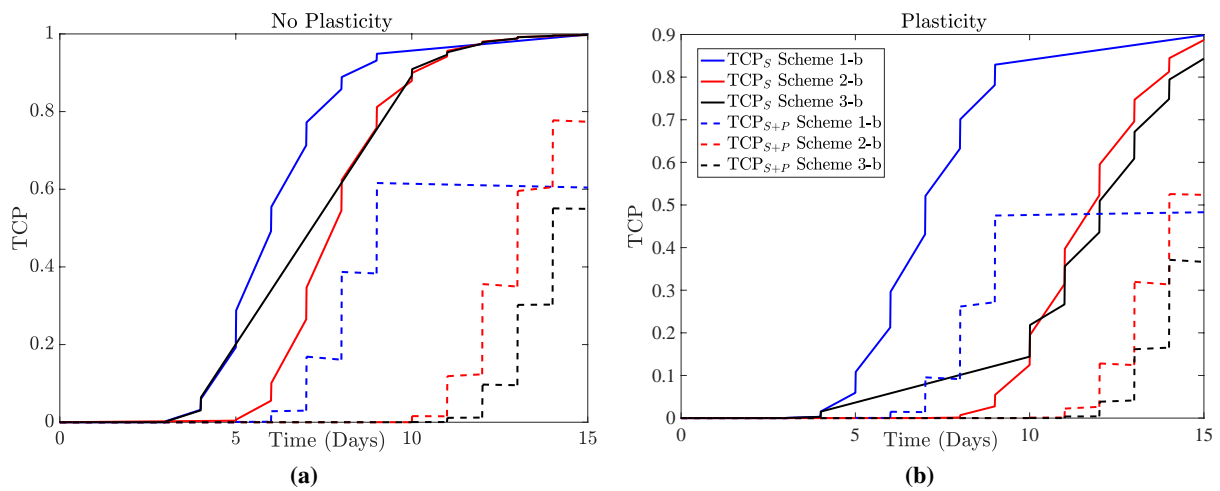 No Plasticity
TCP
1
0.8
0.6
0.4
0.2
0
0 5 10 15
Time (Days)
(a)
Plasticity
TCP
0.9
0.8
0.7
0.6
0.5
0.4
0.3
0.2
0.1
0
TCP_S Scheme 1-b
TCP_S Scheme 2-b
TCP_S Scheme 3-b
TCP_{S+P} Scheme 1-b
TCP_{S+P} Scheme 2-b
TCP_{S+P} Scheme 3-b
0 5 10 15
Time (Days)
(b)